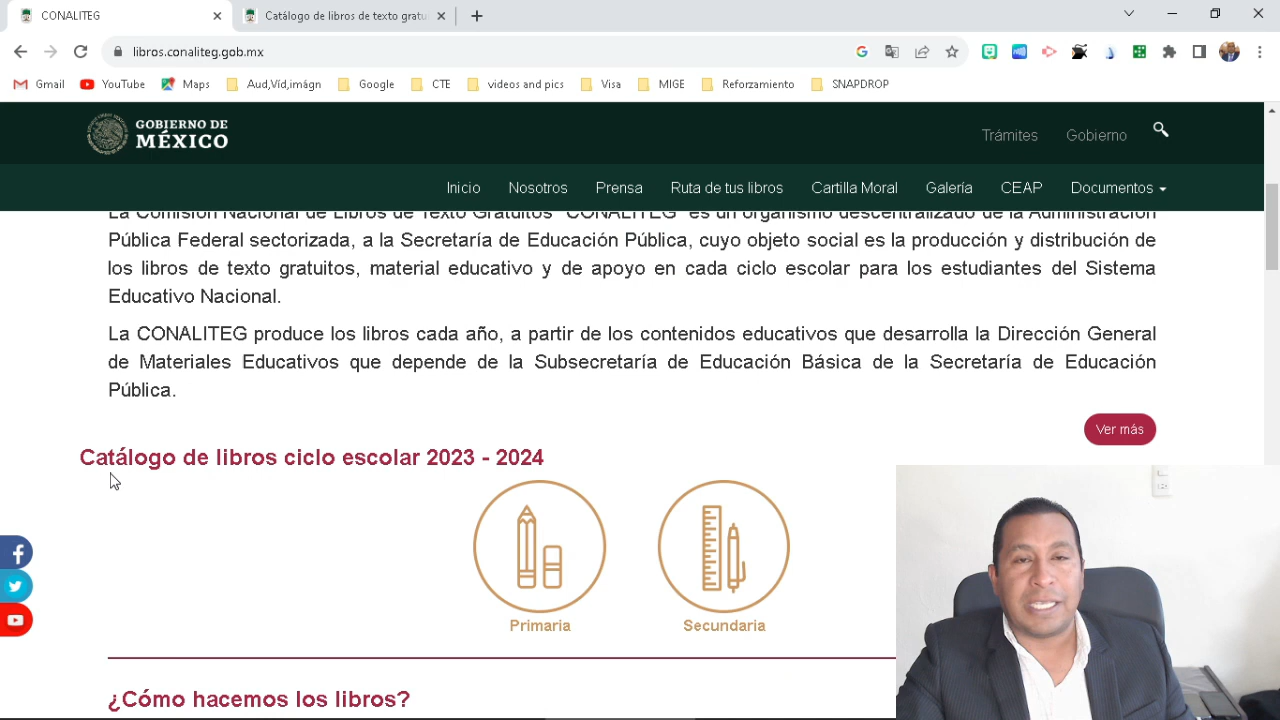 CONALITEG
Catálogo de libros de texto gratu
libros.conaliteg.gob.mx
Gmail YouTube Maps Aud,Víd,imágn Google CTE videos and pics Visa MIGE Reforzamiento SNAPDROP
GOBIERNO DE
MÉXICO
Trámites Gobierno
Inicio Nosotros Prensa Ruta de tus libros Cartilla Moral Galería CEAP Documentos
La Comisión Nacional de Libros de Texto Gratuitos "CONALITEG" es un organismo descentralizado de la Administración
Pública Federal sectorizada, a la Secretaría de Educación Pública, cuyo objeto social es la producción y distribución de
los libros de texto gratuitos, material educativo y de apoyo en cada ciclo escolar para los estudiantes del Sistema
Educativo Nacional.
La CONALITEG produce los libros cada año, a partir de los contenidos educativos que desarrolla la Dirección General
de Materiales Educativos que depende de la Subsecretaría de Educación Básica de la Secretaría de Educación
Pública.
Ver más
Catálogo de libros ciclo escolar 2023 - 2024
Primaria Secundaria
¿Cómo hacemos los libros?